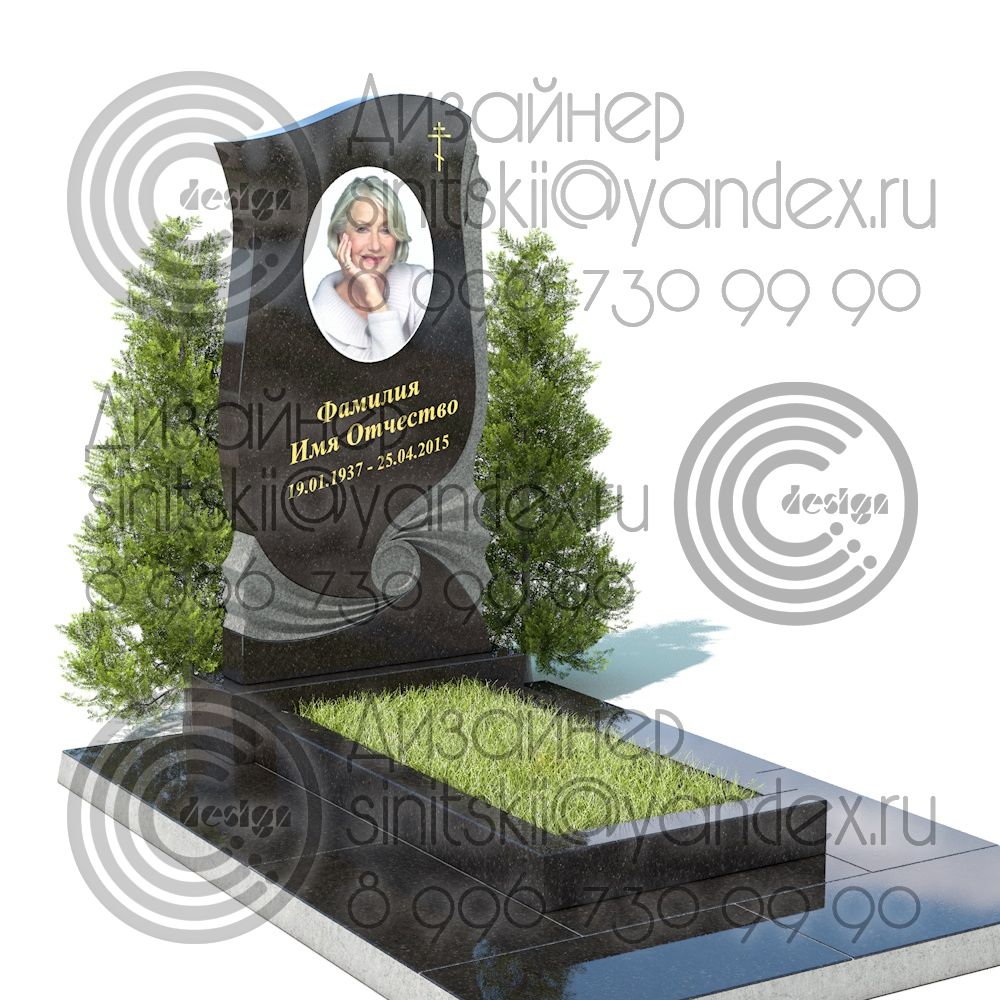 Дизайнер
sinitskii@yandex.ru
8 996 730 99 90
design
Фамилия
Имя Отчество
19.01.1937 - 25.04.2015
Дизайнер
sinitskii@yandex.ru
8 996 730 99 90
design
Дизайнер
sinitskii@yandex.ru
8 996 730 99 90
design